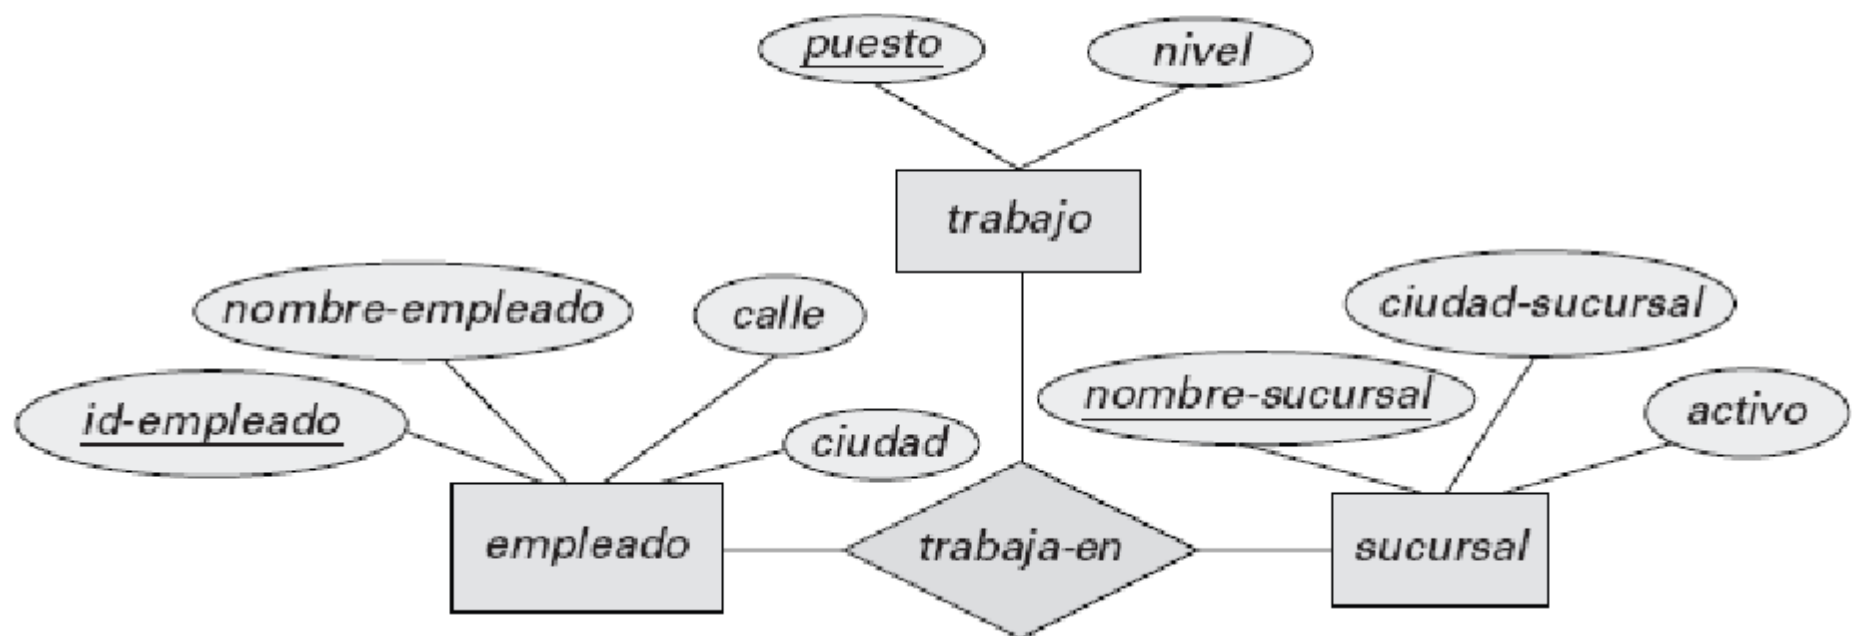 puesto
nivel
trabajo
nombre-empleado
calle
ciudad-sucursal
id-empleado
ciudad
nombre-sucursal
activo
empleado
trabaja-en
sucursal